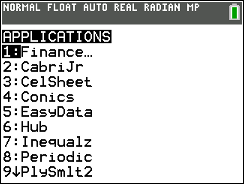 NORMAL FLOAT AUTO REAL RADIAN MP
APPLICATIONS
1:Finance…
2:CabriJr
3:CelSheet
4:Conics
5:EasyData
6:Hub
7:Inequalz
8:Periodic
9↓PlySmlt2